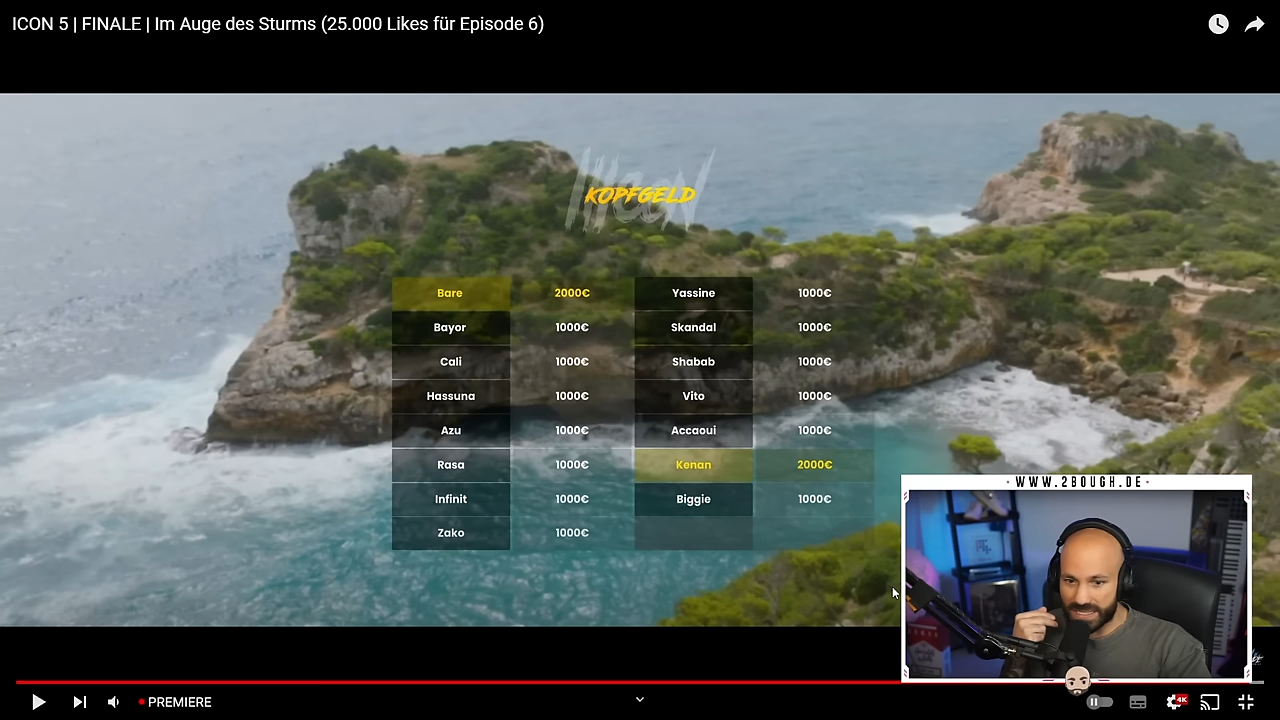 ICON 5 | FINALE | Im Auge des Sturms (25.000 Likes für Episode 6)
ICON
KOPFGELD
Bare 2000€ Yassine 1000€
Bayor 1000€ Skandal 1000€
Cali 1000€ Shabab 1000€
Hassuna 1000€ Vito 1000€
Azu 1000€ Accaoui 1000€
Rasa 1000€ Kenan 2000€
Infinit 1000€ Biggie 1000€
Zako 1000€
· WWW.2BOUGH.DE ·
PREMIERE
4K